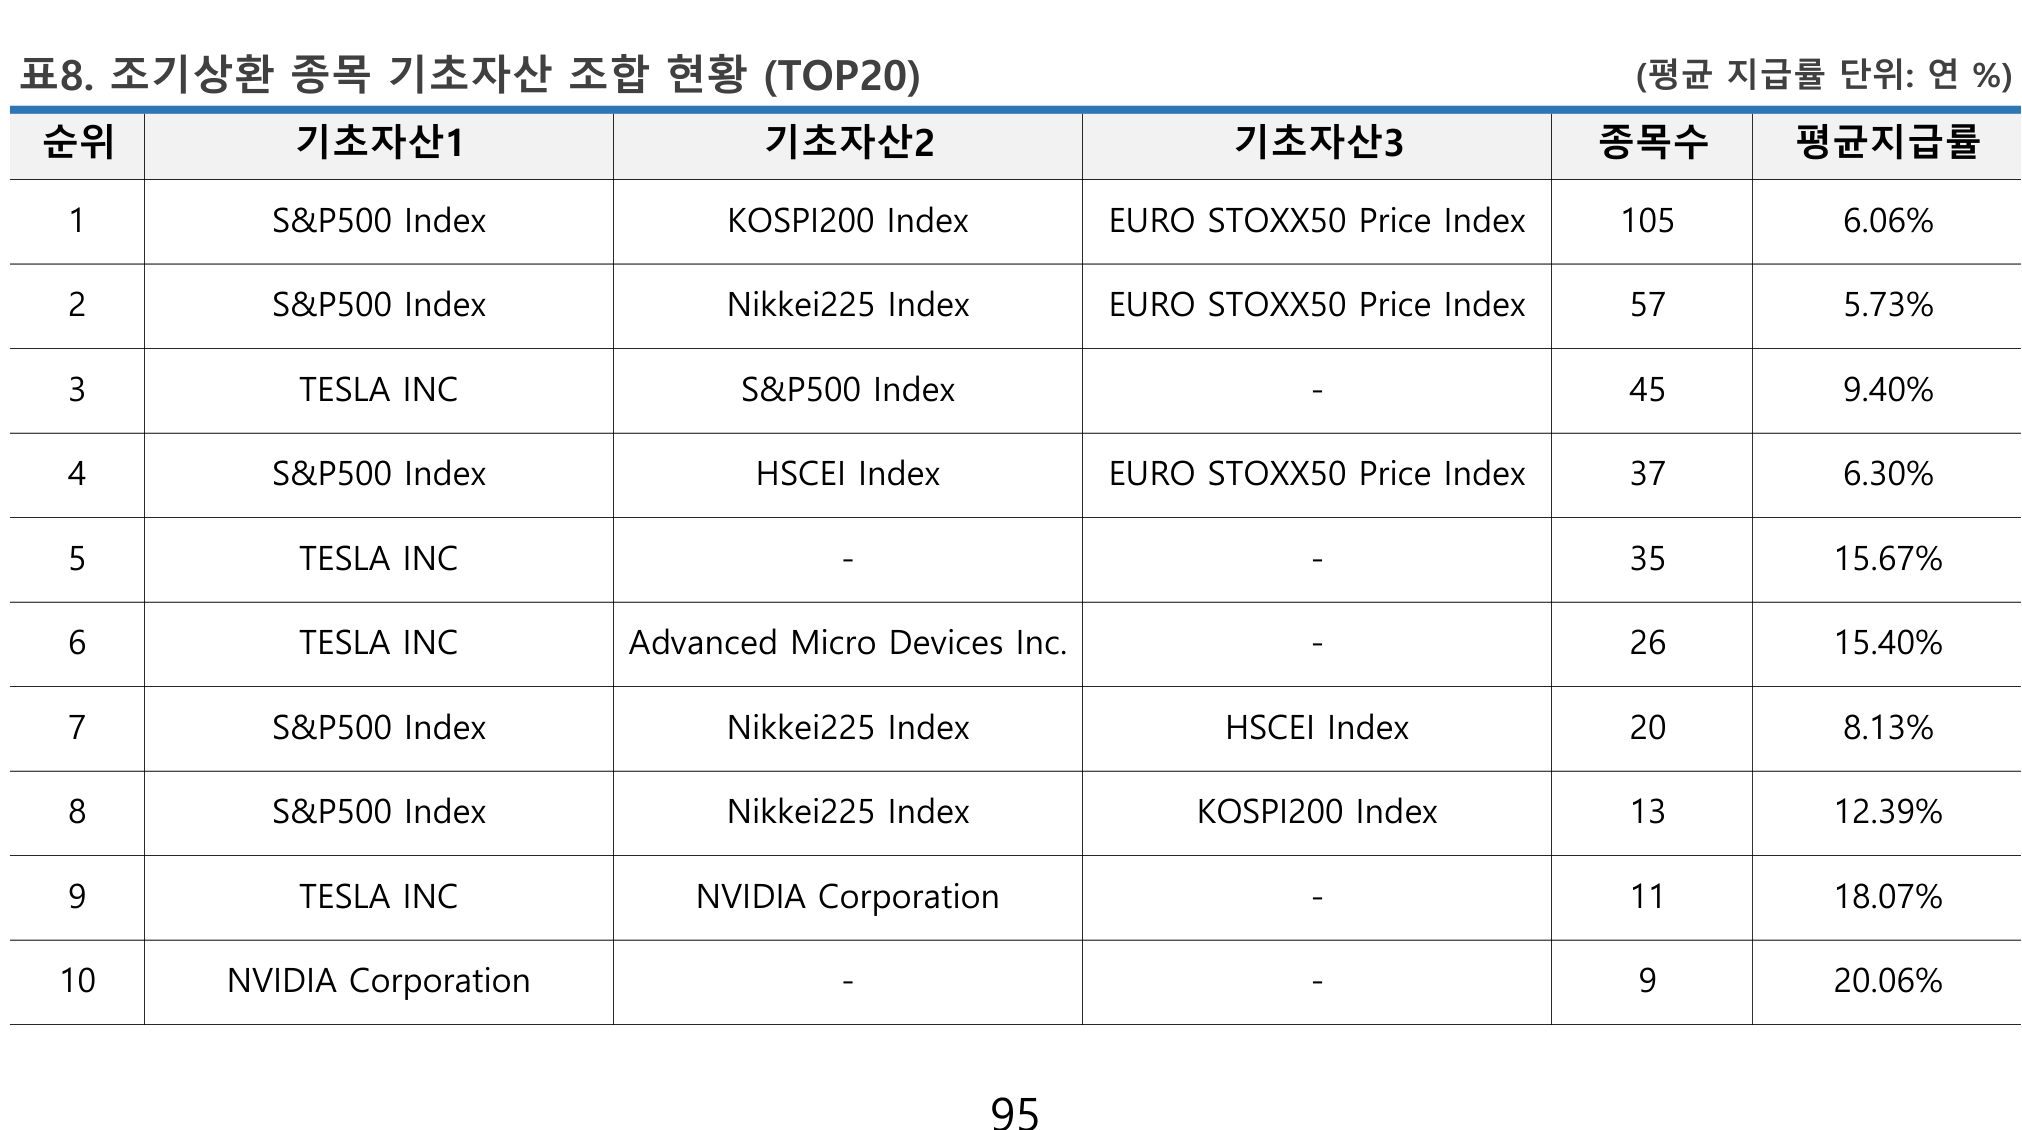 표8. 조기상환 종목 기초자산 조합 현황 (TOP20) (평균 지급률 단위: 연 %)
순위 기초자산1 기초자산2 기초자산3 종목수 평균지급률
1 S&P500 Index KOSPI200 Index EURO STOXX50 Price Index 105 6.06%
2 S&P500 Index Nikkei225 Index EURO STOXX50 Price Index 57 5.73%
3 TESLA INC S&P500 Index - 45 9.40%
4 S&P500 Index HSCEI Index EURO STOXX50 Price Index 37 6.30%
5 TESLA INC - - 35 15.67%
6 TESLA INC Advanced Micro Devices Inc. - 26 15.40%
7 S&P500 Index Nikkei225 Index HSCEI Index 20 8.13%
8 S&P500 Index Nikkei225 Index KOSPI200 Index 13 12.39%
9 TESLA INC NVIDIA Corporation - 11 18.07%
10 NVIDIA Corporation - - 9 20.06%
95